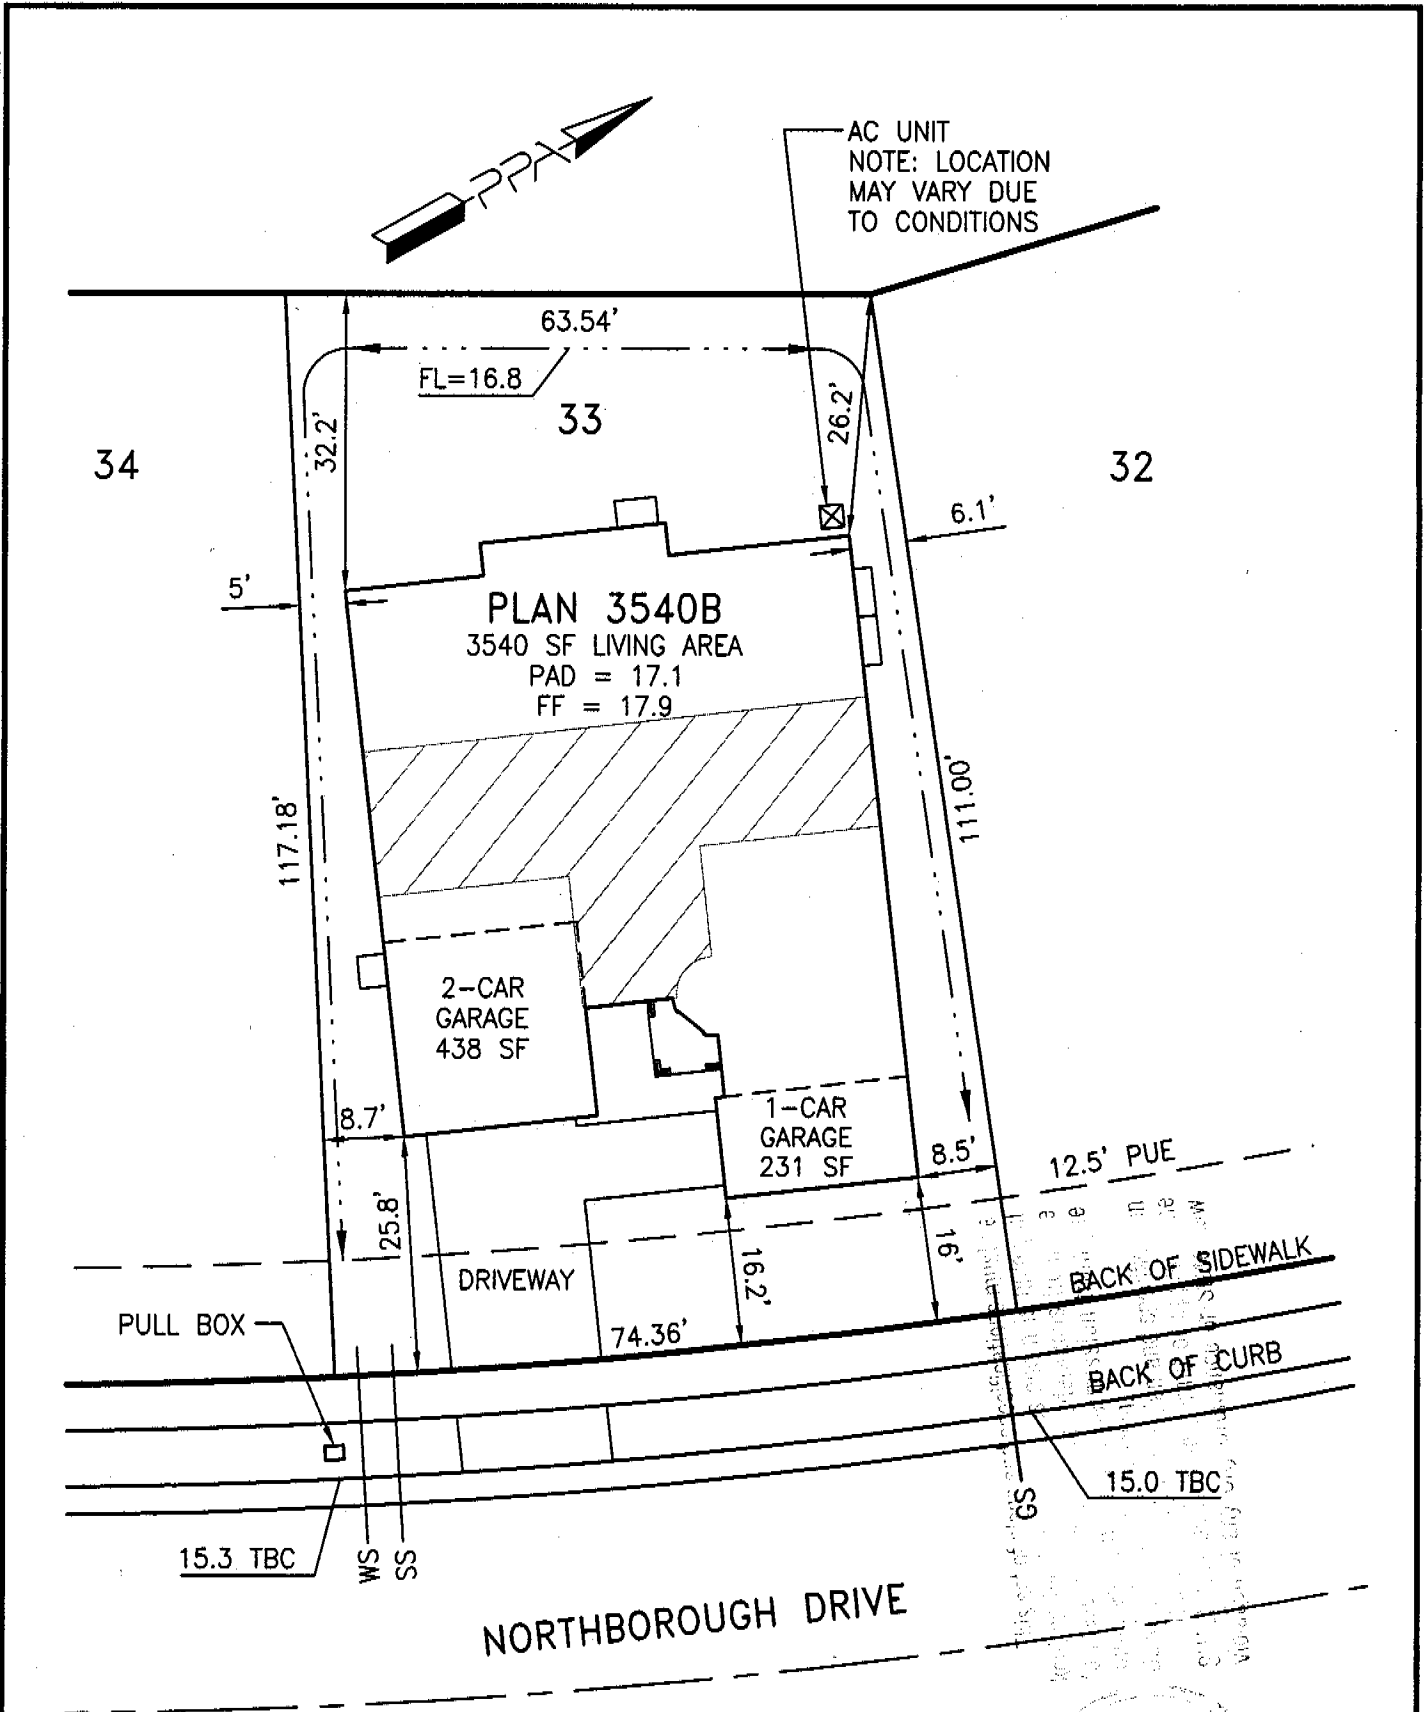 AC UNIT
NOTE: LOCATION
MAY VARY DUE
TO CONDITIONS
63.54'
FL=16.8
33
32.2'
26.2'
34
32
6.1'
5'
PLAN 3540B
3540 SF LIVING AREA
PAD = 17.1
FF = 17.9
117.18'
111.00'
2-CAR
GARAGE
438 SF
8.7'
1-CAR
GARAGE
231 SF
8.5'
12.5' PUE
25.8'
16.2'
16'
DRIVEWAY
BACK OF SIDEWALK
PULL BOX
74.36'
BACK OF CURB
15.0 TBC
SG
15.3 TBC
WS
SS
NORTHBOROUGH DRIVE